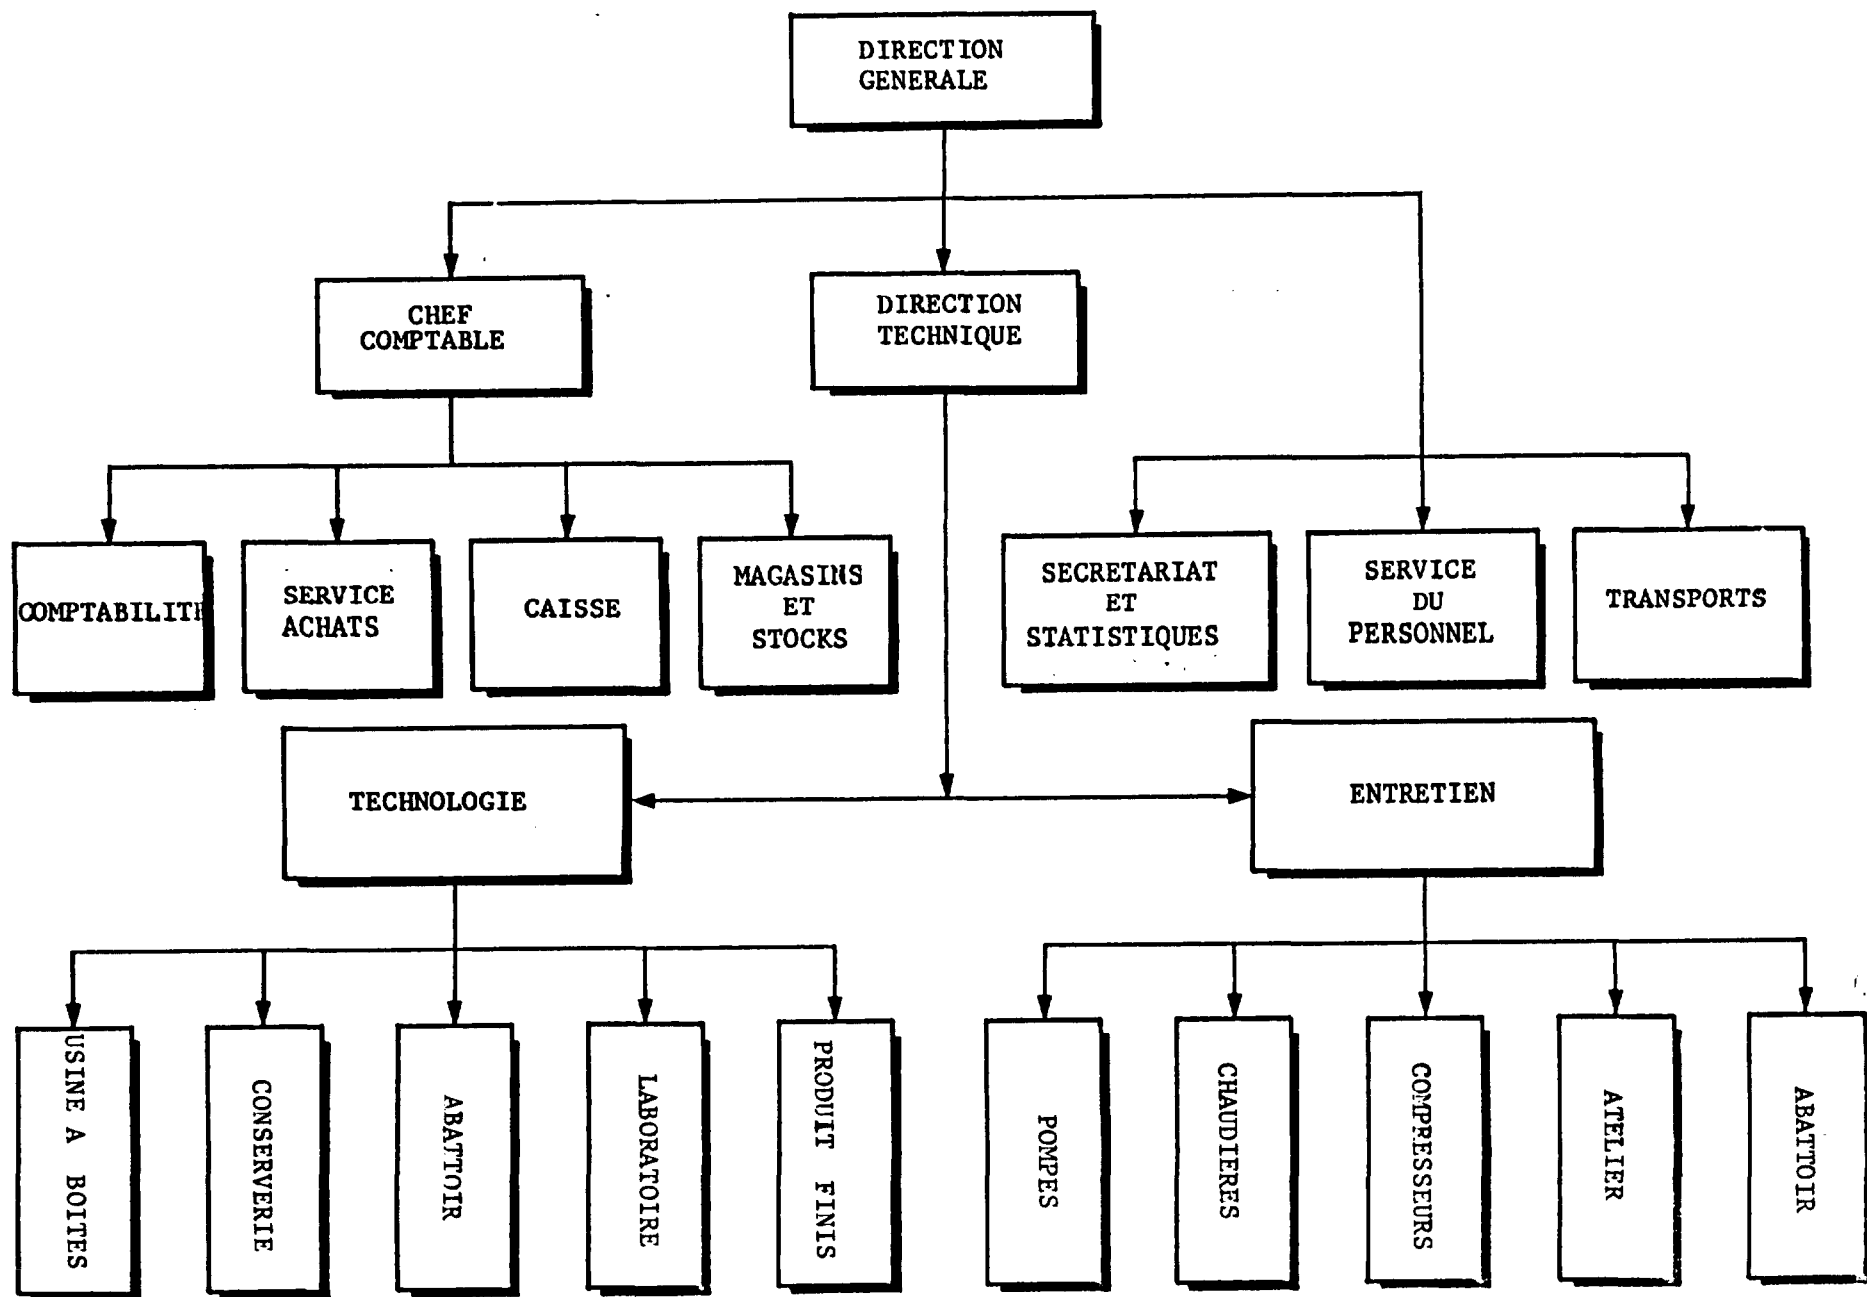 DIRECTION
GENERALE
CHEF
COMPTABLE
DIRECTION
TECHNIQUE
COMPTABILITE
SERVICE
ACHATS
CAISSE
MAGASINS
ET
STOCKS
SECRETARIAT
ET
STATISTIQUES
SERVICE
DU
PERSONNEL
TRANSPORTS
TECHNOLOGIE
ENTRETIEN
USINE A BOITES
CONSERVERIE
ABATTOIR
LABORATOIRE
PRODUIT FINIS
POMPES
CHAUDIERES
COMPRESSEURS
ATELIER
ABATTOIR